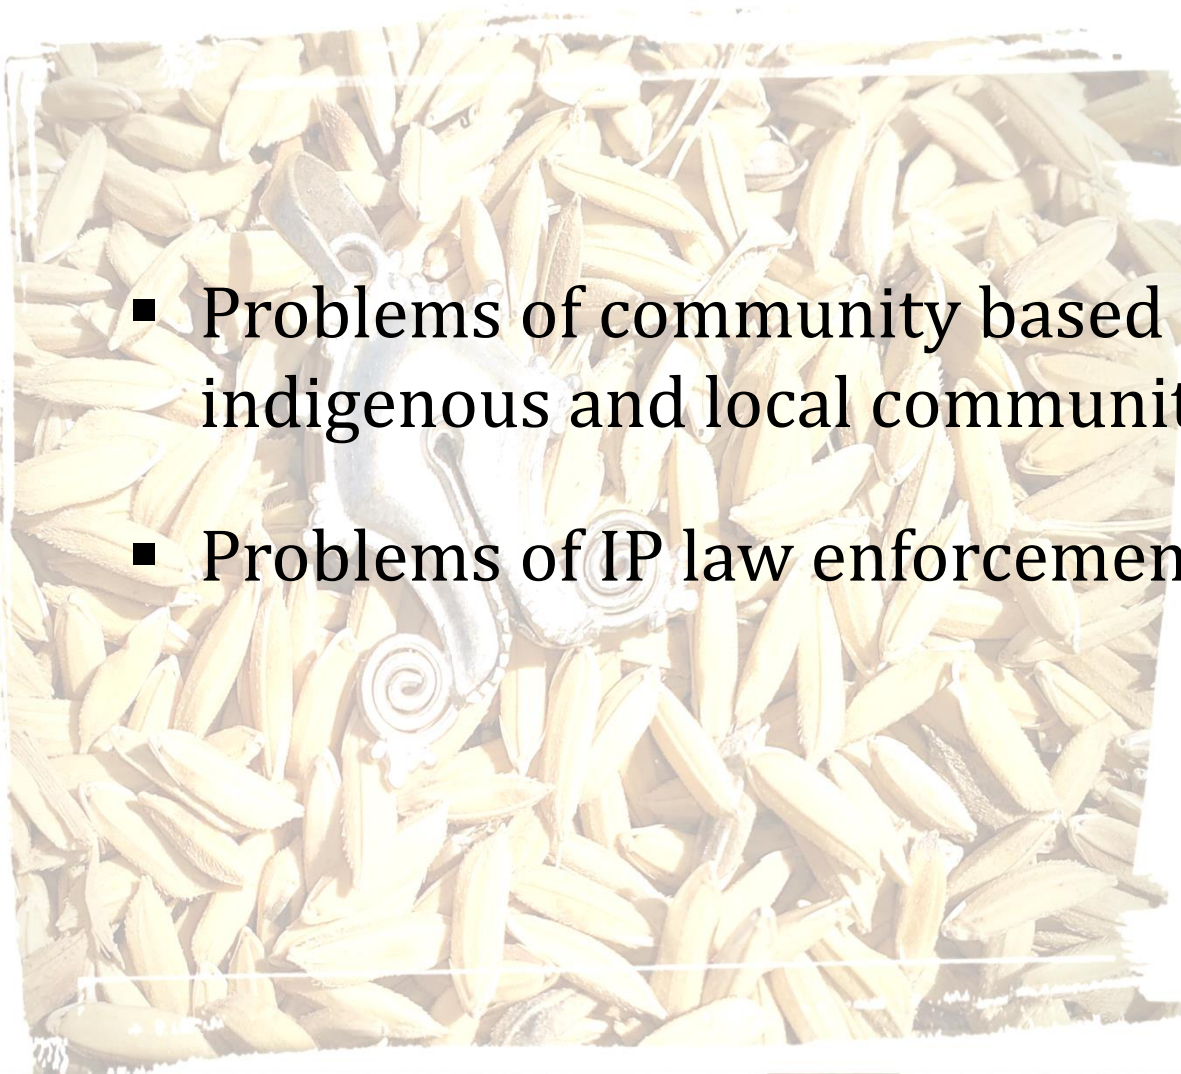 ▪ Problems of community based
indigenous and local communit
▪ Problems of IP law enforcemen